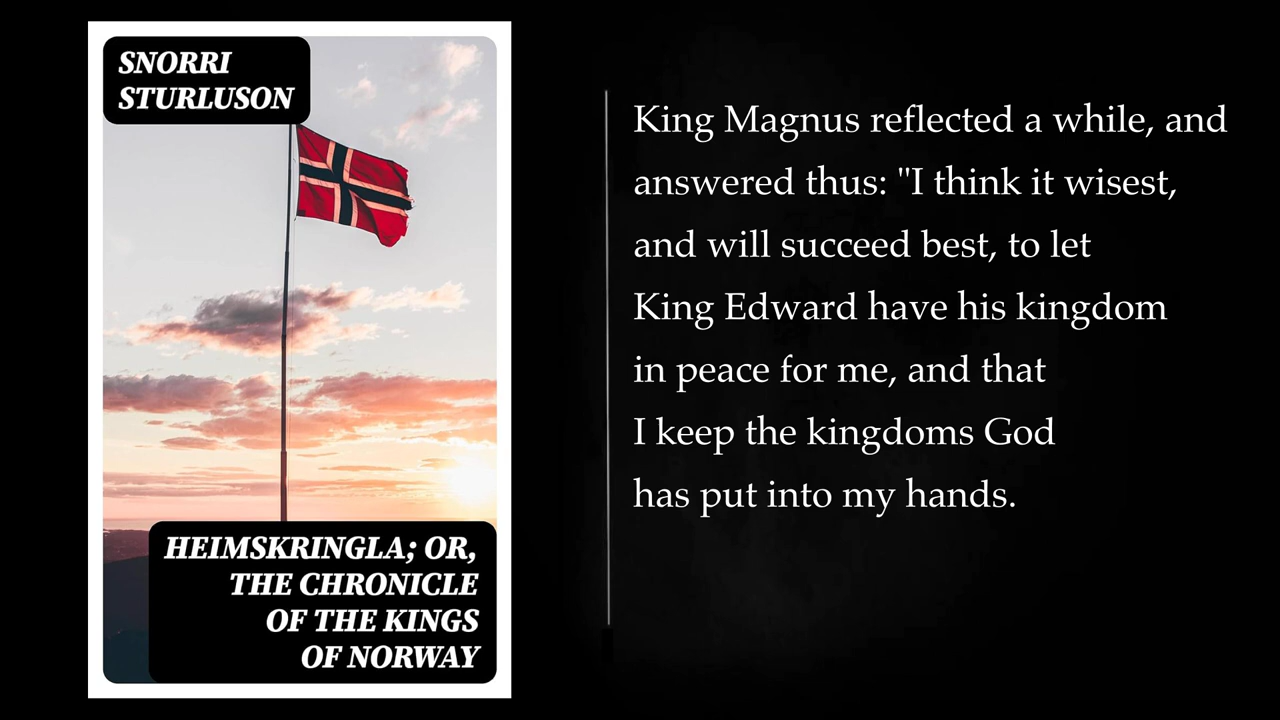 SNORRI
STURLUSON
HEIMSKRINGLA; OR,
THE CHRONICLE
OF THE KINGS
OF NORWAY
King Magnus reflected a while, and
answered thus: "I think it wisest,
and will succeed best, to let
King Edward have his kingdom
in peace for me, and that
I keep the kingdoms God
has put into my hands.